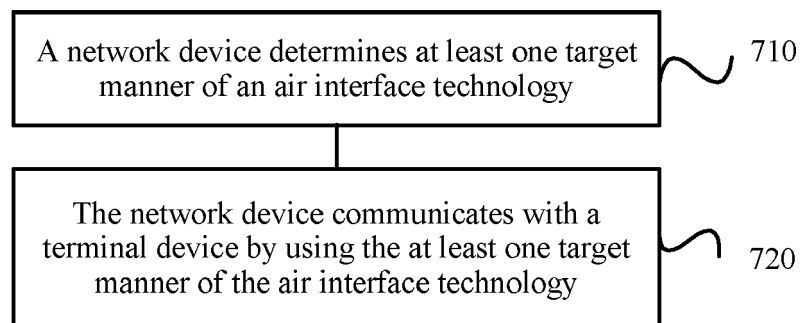 A network device determines at least one target
manner of an air interface technology
710
The network device communicates with a
terminal device by using the at least one target
manner of the air interface technology
720